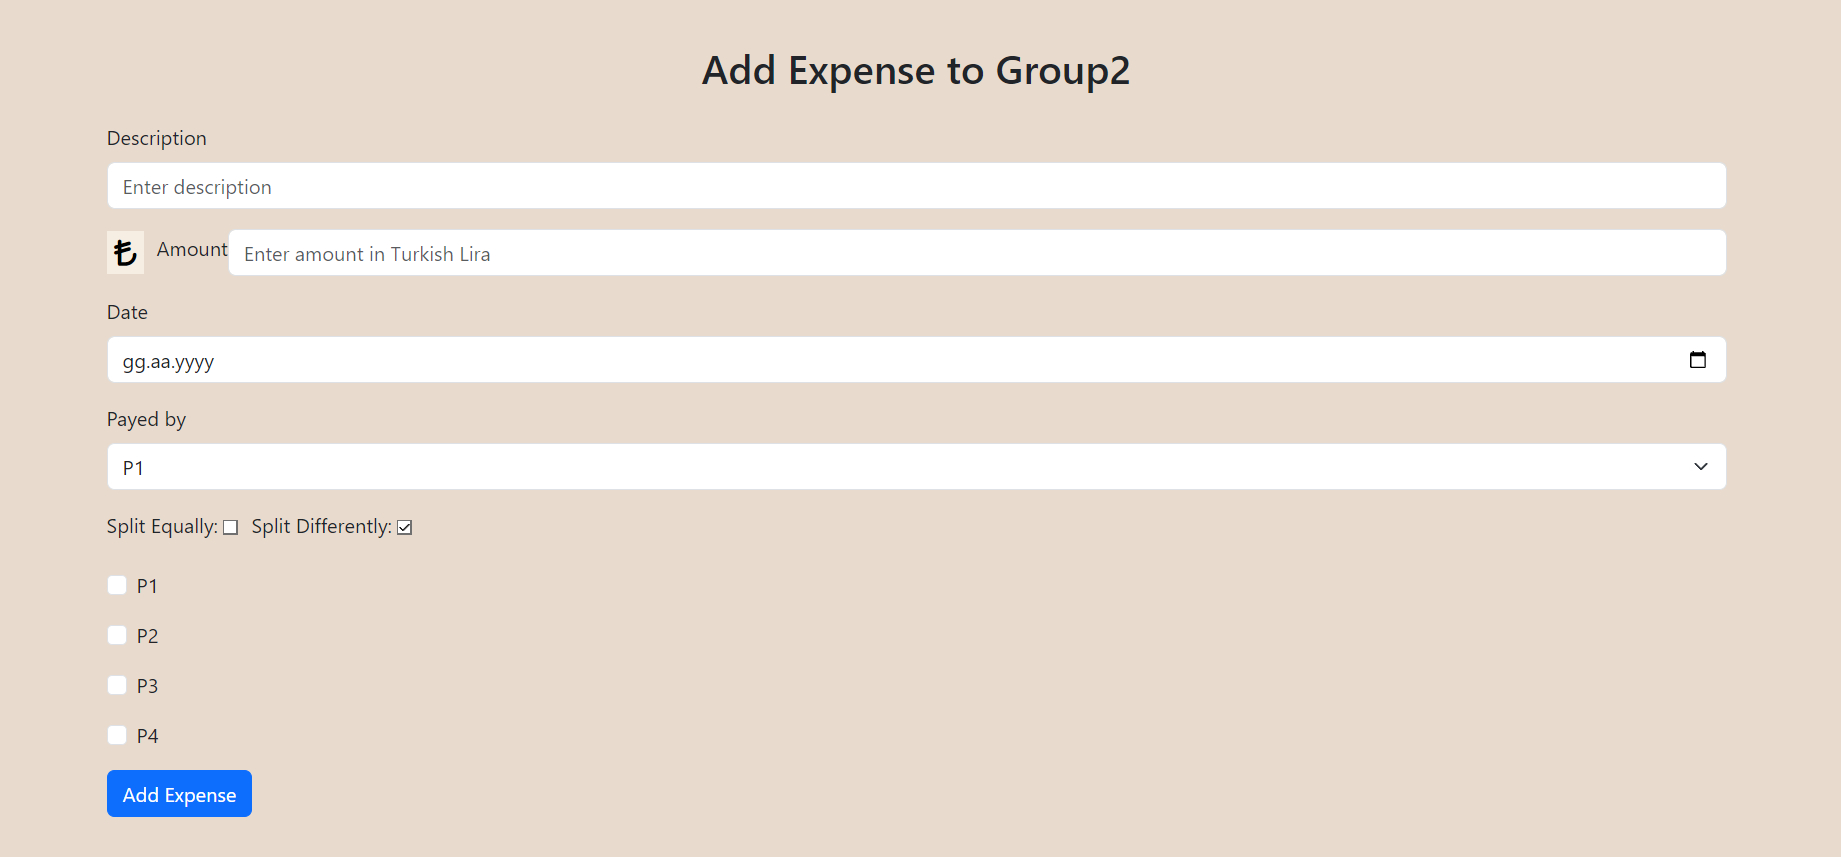 Add Expense to Group2
Description
Enter description
₺ Amount Enter amount in Turkish Lira
Date
gg.aa.yyyy
Payed by
P1
Split Equally: Split Differently:
P1
P2
P3
P4
Add Expense